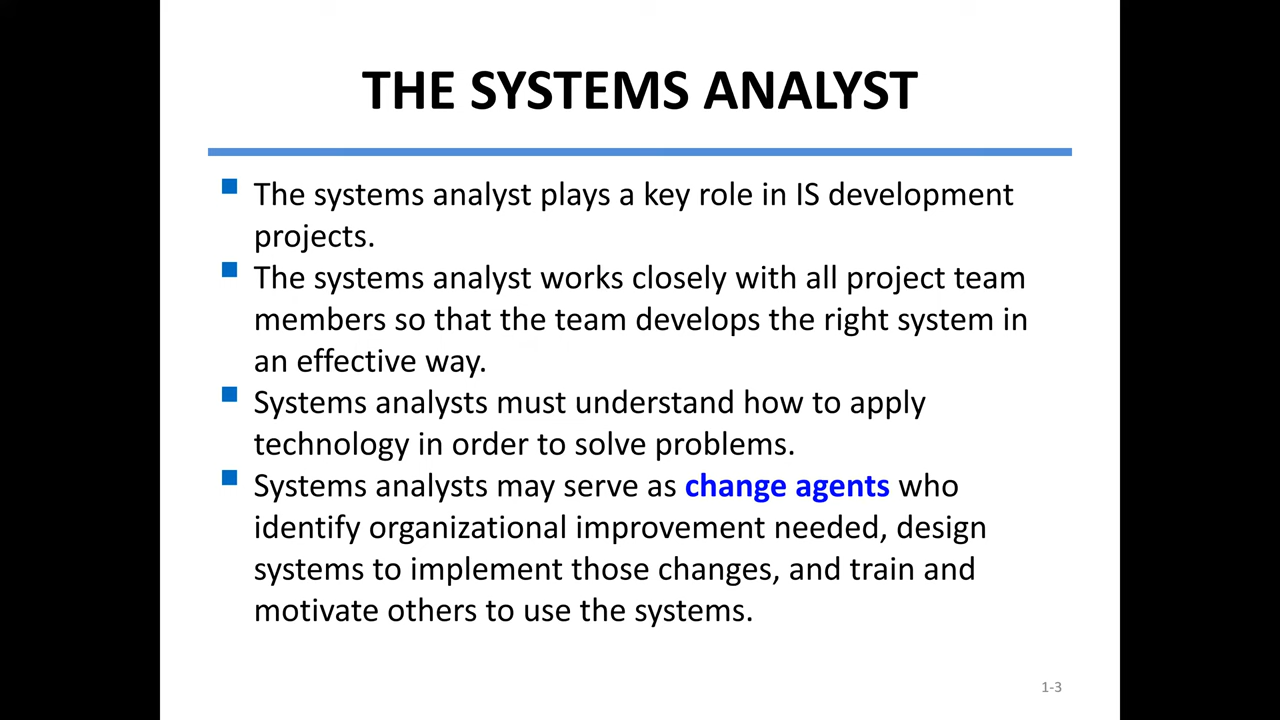 THE SYSTEMS ANALYST
The systems analyst plays a key role in IS development
projects.
The systems analyst works closely with all project team
members so that the team develops the right system in
an effective way.
Systems analysts must understand how to apply
technology in order to solve problems.
Systems analysts may serve as change agents who
identify organizational improvement needed, design
systems to implement those changes, and train and
motivate others to use the systems.
1-3